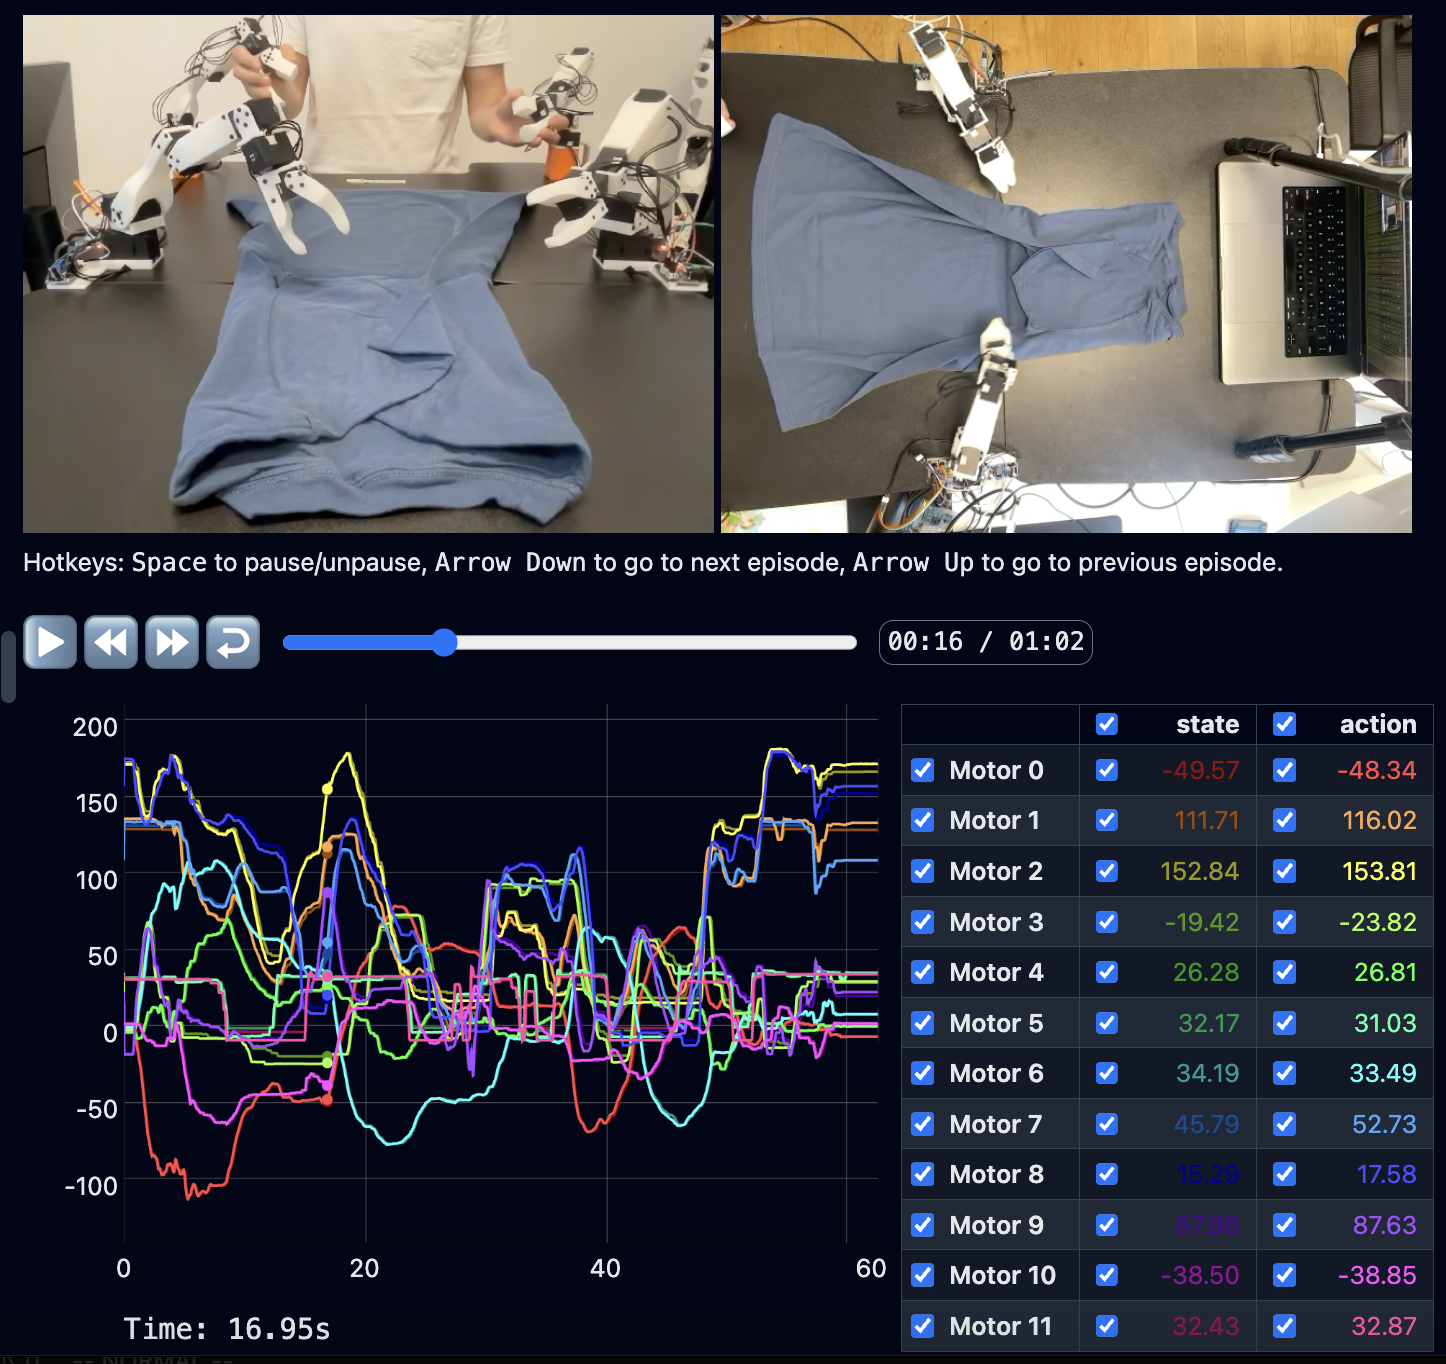 Hotkeys: Space to pause/unpause, Arrow Down to go to next episode, Arrow Up to go to previous episode.
00:16 / 01:02
state action
Motor 0 -49.57 -48.34
Motor 1 111.71 116.02
Motor 2 152.84 153.81
Motor 3 -19.42 -23.82
Motor 4 26.28 26.81
Motor 5 32.17 31.03
Motor 6 34.19 33.49
Motor 7 45.79 52.73
Motor 8 15.29 17.58
Motor 9 87.98 87.63
Motor 10 -38.50 -38.85
Motor 11 32.43 32.87
200
150
100
50
0
-50
-100
0 20 40 60
Time: 16.95s
-- NORMAL --